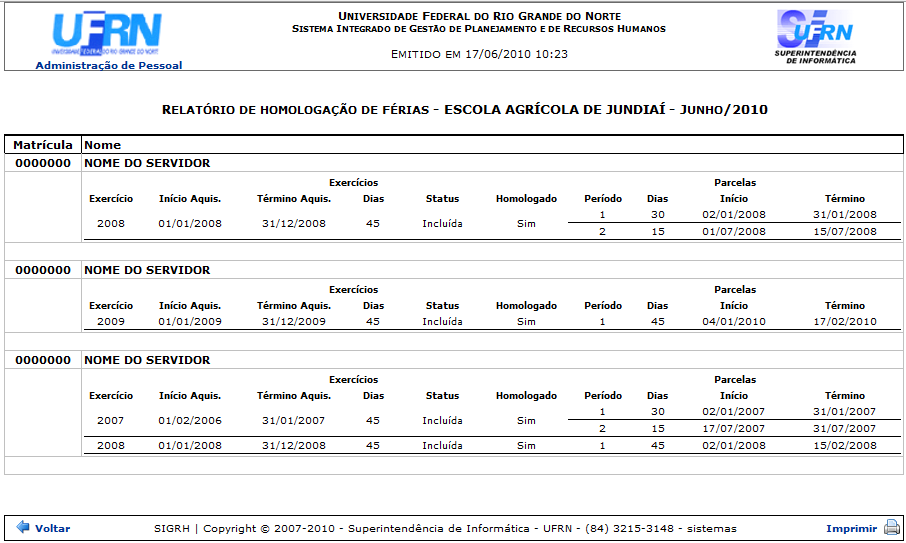 UFRN
UNIVERSIDADE FEDERAL DO RIO GRANDE DO NORTE
Administração de Pessoal
UNIVERSIDADE FEDERAL DO RIO GRANDE DO NORTE
SISTEMA INTEGRADO DE GESTÃO DE PLANEJAMENTO E DE RECURSOS HUMANOS
EMITIDO EM 17/06/2010 10:23
UFRN
SUPERINTENDÊNCIA
DE INFORMÁTICA
RELATÓRIO DE HOMOLOGAÇÃO DE FÉRIAS - ESCOLA AGRÍCOLA DE JUNDIAÍ - JUNHO/2010
Matrícula Nome
0000000 NOME DO SERVIDOR
Exercícios Parcelas
Exercício Início Aquis. Término Aquis. Dias Status Homologado Período Dias Início Término
2008 01/01/2008 31/12/2008 45 Incluída Sim 1 30 02/01/2008 31/01/2008
2 15 01/07/2008 15/07/2008
0000000 NOME DO SERVIDOR
Exercícios Parcelas
Exercício Início Aquis. Término Aquis. Dias Status Homologado Período Dias Início Término
2009 01/01/2009 31/12/2009 45 Incluída Sim 1 45 04/01/2010 17/02/2010
0000000 NOME DO SERVIDOR
Exercícios Parcelas
Exercício Início Aquis. Término Aquis. Dias Status Homologado Período Dias Início Término
2007 01/02/2006 31/01/2007 45 Incluída Sim 1 30 02/01/2007 31/01/2007
2 15 17/07/2007 31/07/2007
2008 01/01/2008 31/12/2008 45 Incluída Sim 1 45 02/01/2008 15/02/2008
Voltar SIGRH | Copyright © 2007-2010 - Superintendência de Informática - UFRN - (84) 3215-3148 - sistemas Imprimir